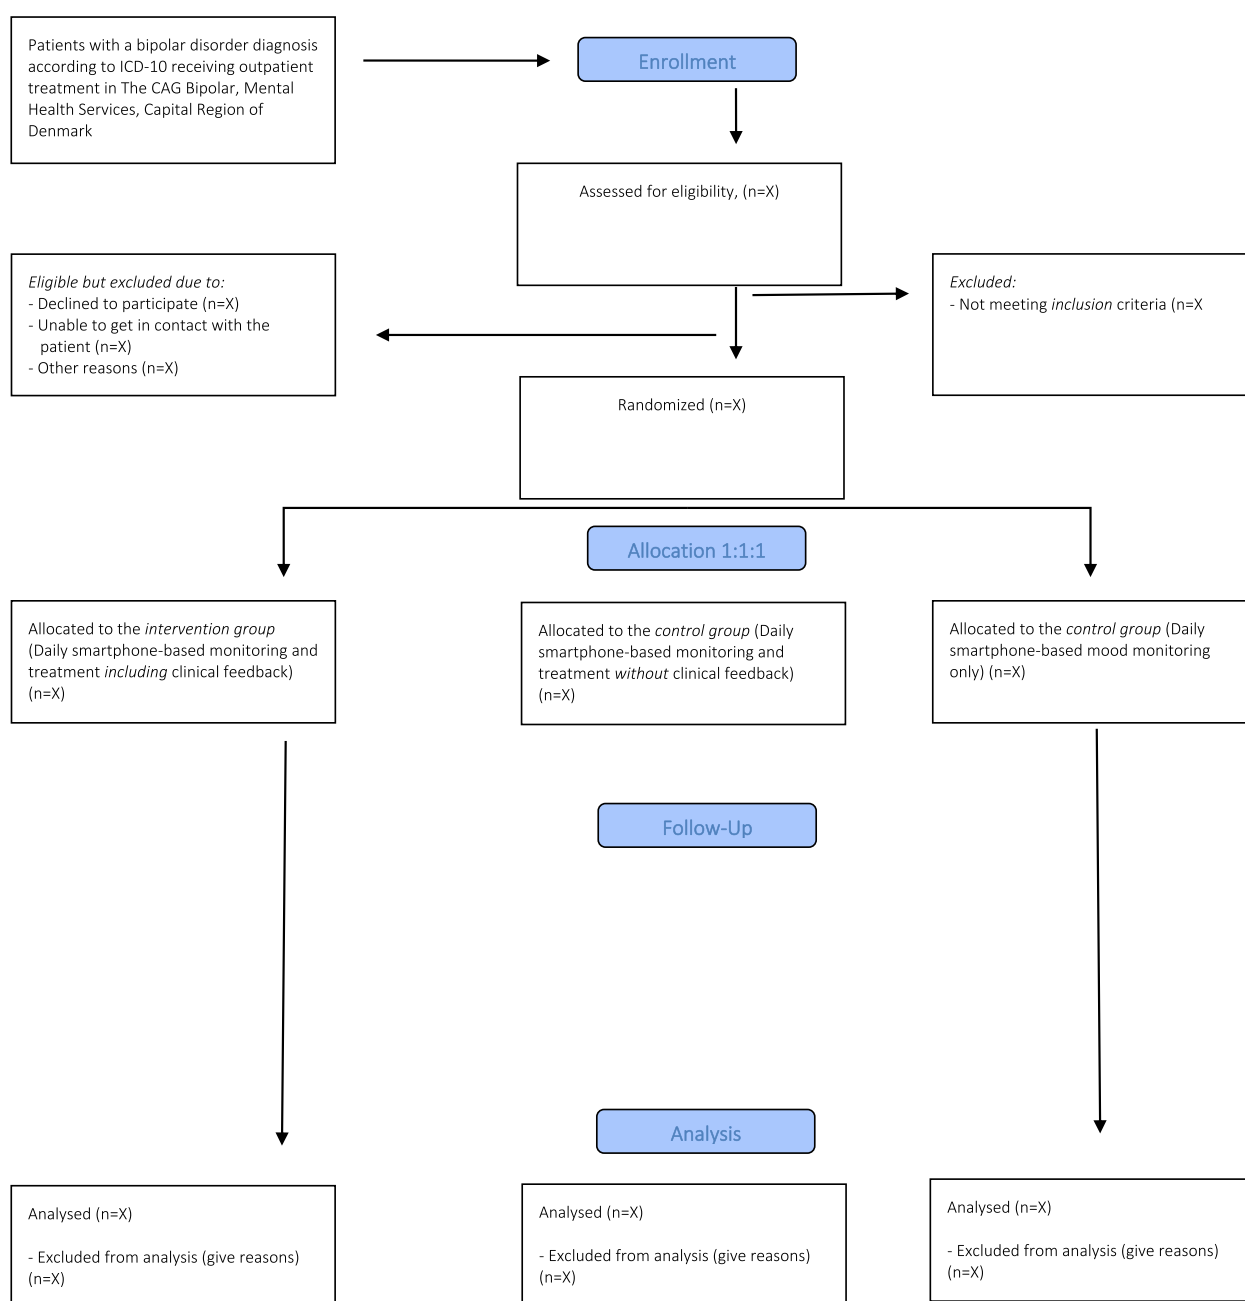 Patients with a bipolar disorder diagnosis
according to ICD-10 receiving outpatient
treatment in The CAG Bipolar, Mental
Health Services, Capital Region of
Denmark
Enrollment
Assessed for eligibility, (n=X)
Eligible but excluded due to:
- Declined to participate (n=X)
- Unable to get in contact with the
patient (n=X)
- Other reasons (n=X)
Excluded:
- Not meeting inclusion criteria (n=X
Randomized (n=X)
Allocation 1:1:1
Allocated to the intervention group
(Daily smartphone-based monitoring and
treatment including clinical feedback)
(n=X)
Allocated to the control group (Daily
smartphone-based monitoring and
treatment without clinical feedback)
(n=X)
Allocated to the control group (Daily
smartphone-based mood monitoring
only) (n=X)
Follow-Up
Analysis
Analysed (n=X)
- Excluded from analysis (give reasons)
(n=X)
Analysed (n=X)
- Excluded from analysis (give reasons)
(n=X)
Analysed (n=X)
- Excluded from analysis (give reasons)
(n=X)